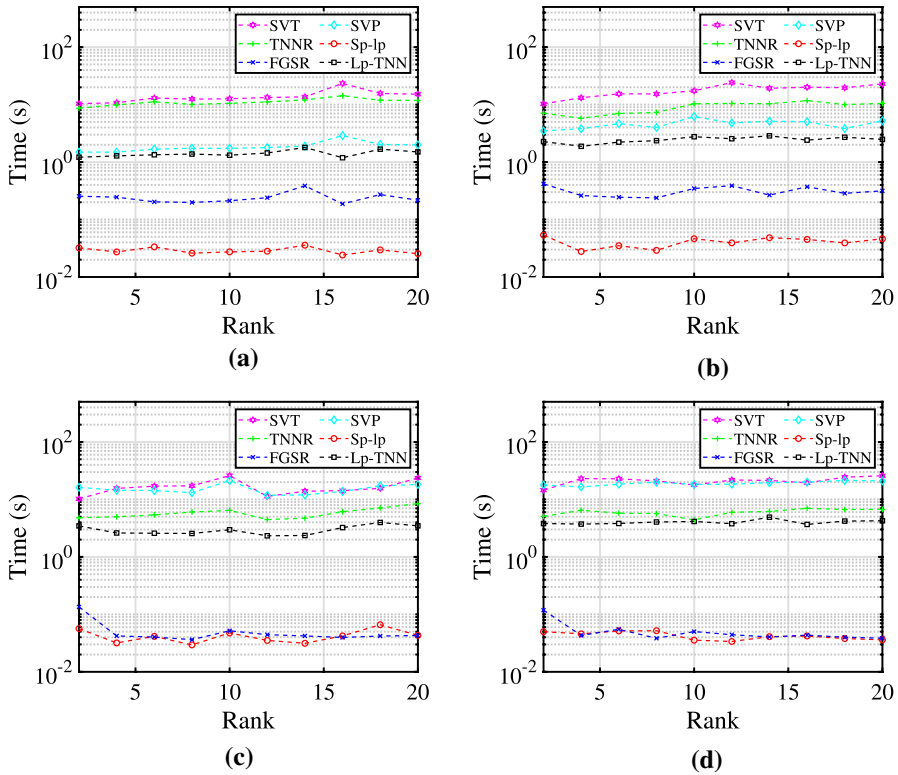 10^2
10^0
10^-2
Time (s)
SVT SVP
TNNR Sp-lp
FGSR Lp-TNN
5 10 15 20
Rank
(a)
10^2
10^0
10^-2
Time (s)
SVT SVP
TNNR Sp-lp
FGSR Lp-TNN
5 10 15 20
Rank
(b)
10^2
10^0
10^-2
Time (s)
SVT SVP
TNNR Sp-lp
FGSR Lp-TNN
5 10 15 20
Rank
(c)
10^2
10^0
10^-2
Time (s)
SVT SVP
TNNR Sp-lp
FGSR Lp-TNN
5 10 15 20
Rank
(d)